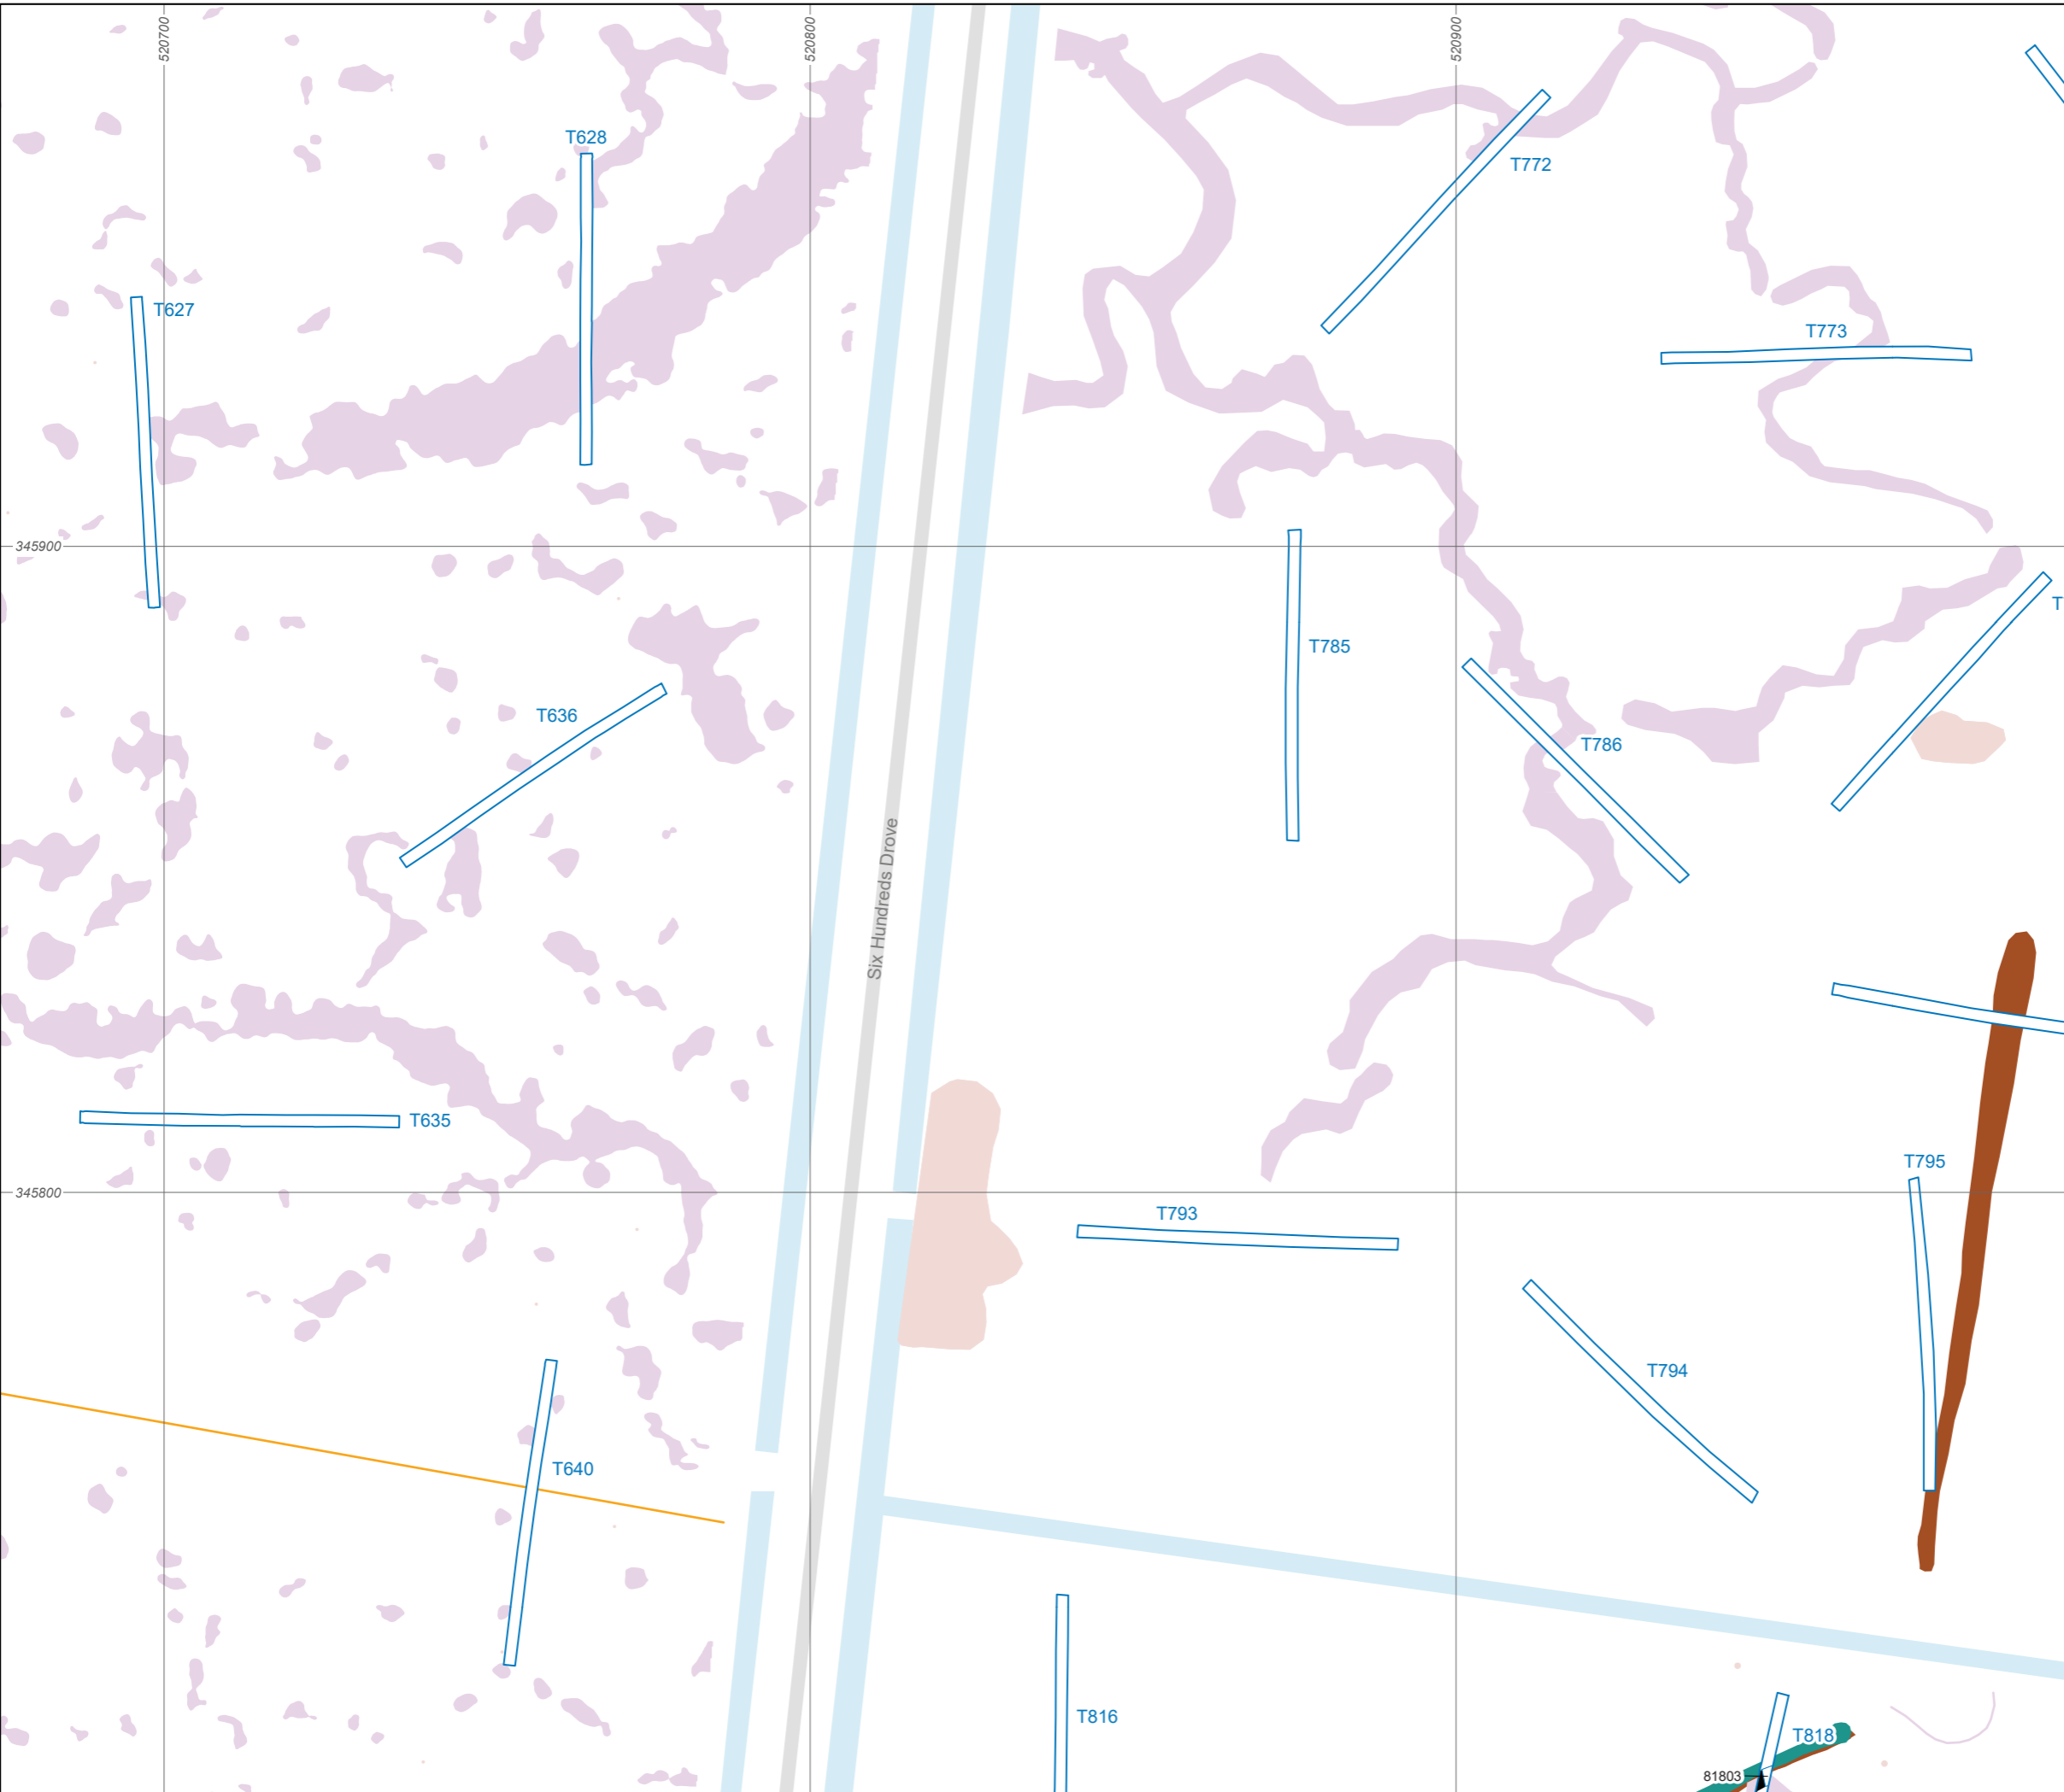 520700
520800
520900
T628
T772
T627
T773
345900
T
T785
T636
T786
Six Hundreds Drove
T635
T795
345800
T793
T794
T640
T816
T818
81803